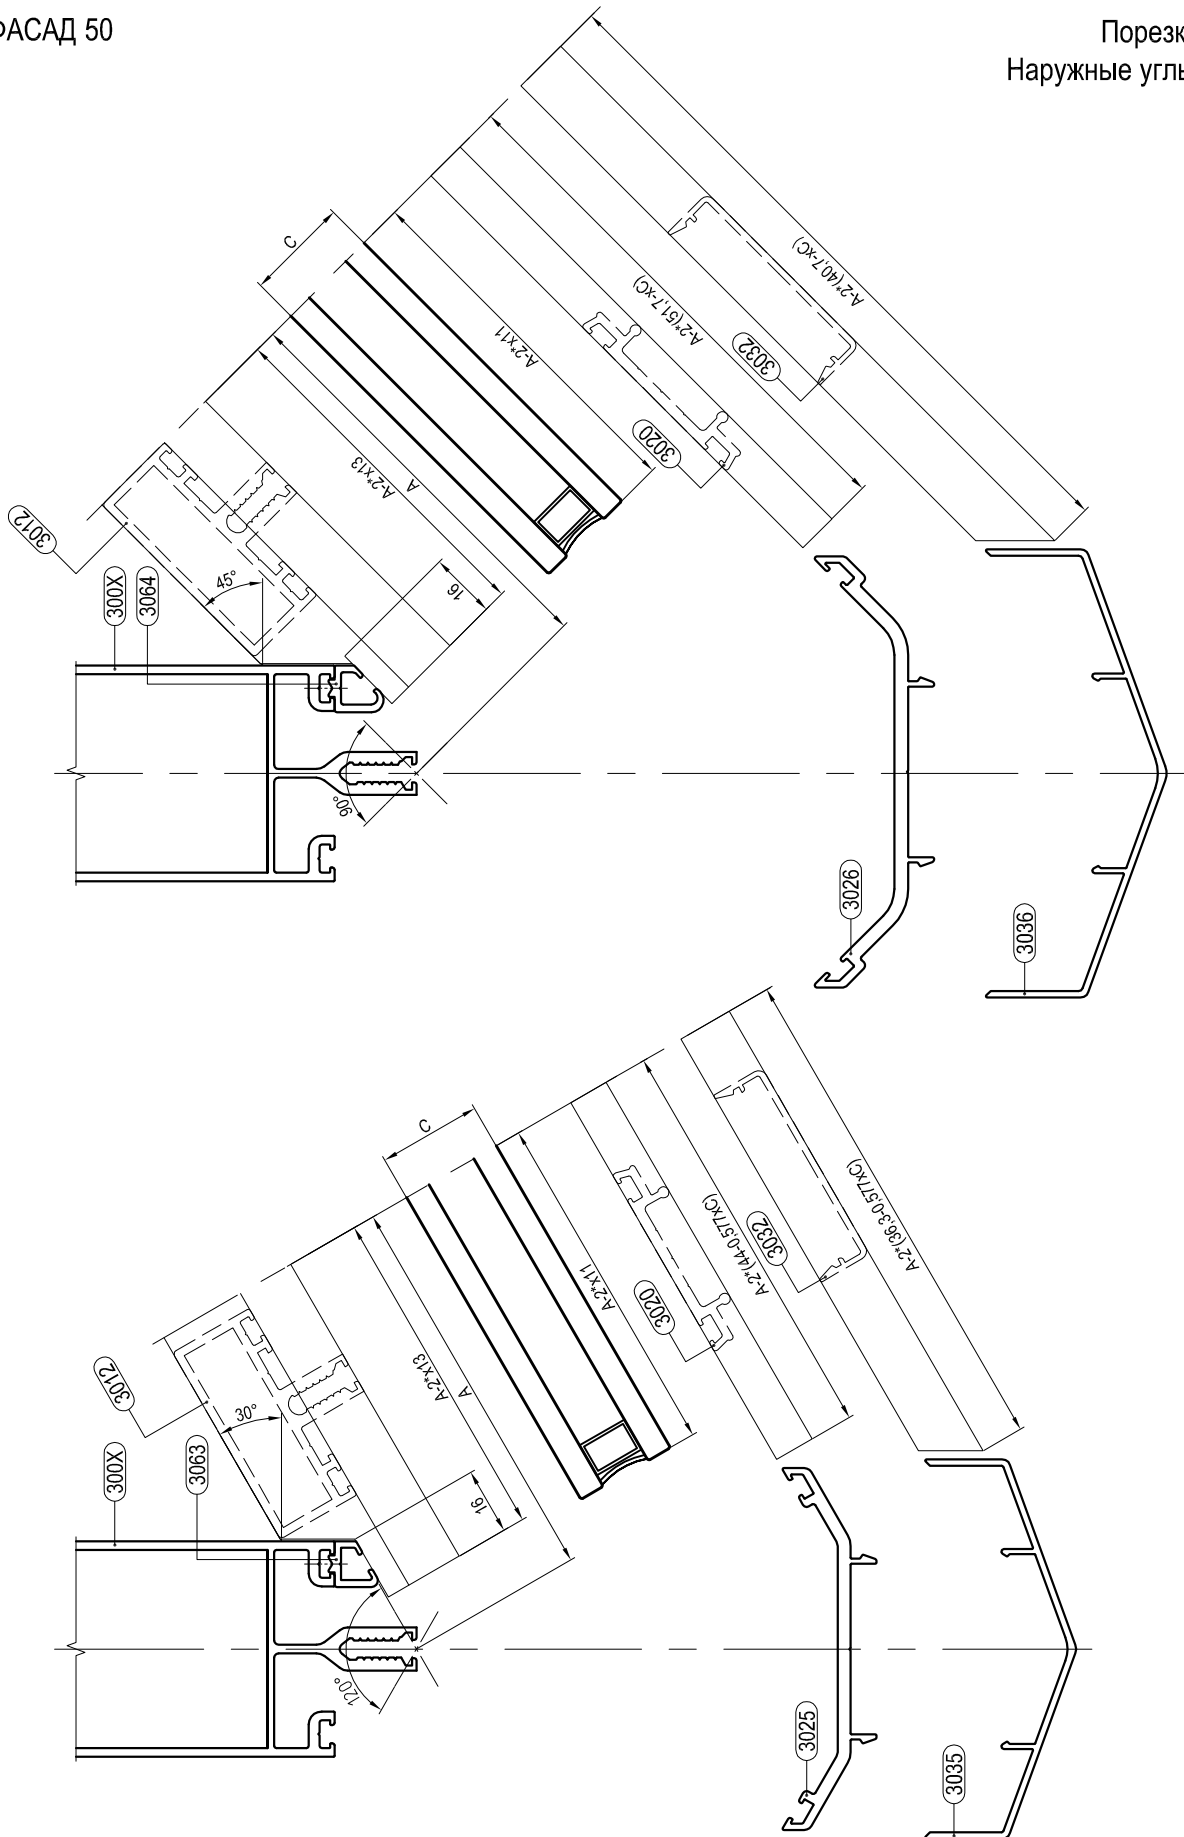 ФАСАД 50
Порезк
Наружные углы
C
A-2*(40,7-xC)
A-2*(51,7-xC)
A-2*x11
3032
3020
A-2*x13
A
3012
45°
16
300X
3064
90°
3026
3036
C
A-2*(36,3-0,577xC)
A-2*(44-0,577xC)
A-2*x11
3032
3020
A-2*x13
A
3012
30°
16
300X
3063
120°
3025
3035